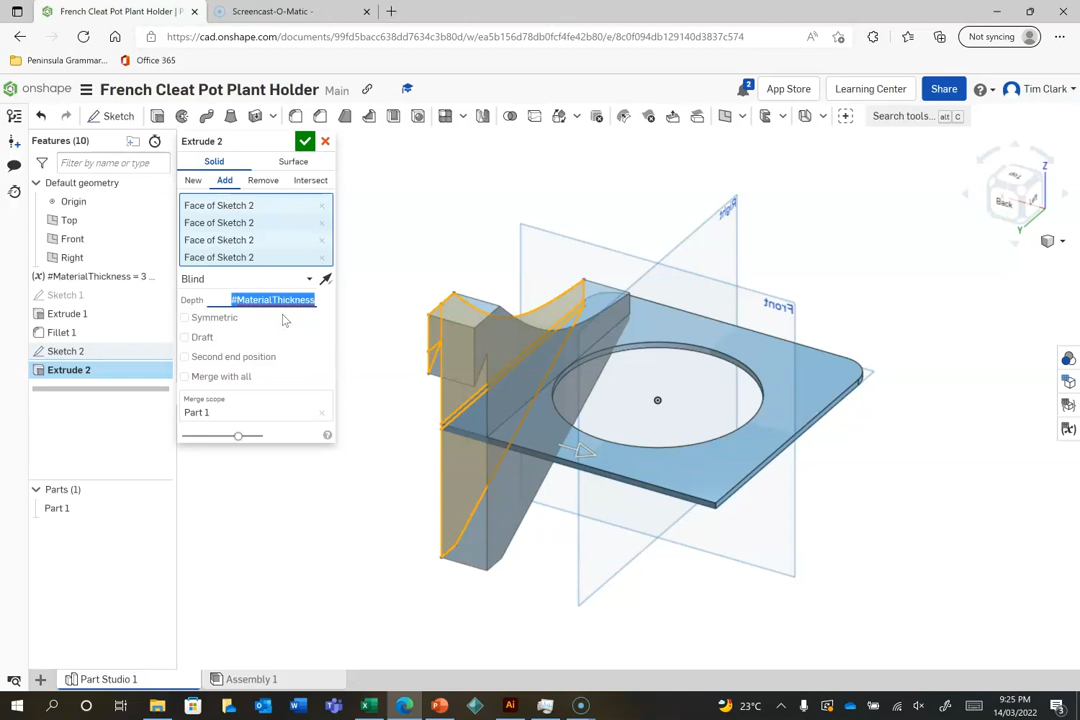 French Cleat Pot Plant Holder |
Screencast-O-Matic -
https://cad.onshape.com/documents/99fd5bacc638dd7634c3b80d/w/ea5b156d78db0fcf4fe42b80/e/8c0f094db129140d3837c574
Not syncing
Peninsula Grammar...
Office 365
onshape
French Cleat Pot Plant Holder
Main
2
App Store
Learning Center
Share
Tim Clark
Sketch
Search tools...
alt C
Features (10)
Filter by name or type
Default geometry
Origin
Top
Front
Right
(x) #MaterialThickness = 3 ...
Sketch 1
Extrude 1
Fillet 1
Sketch 2
Extrude 2
Parts (1)
Part 1
Extrude 2
Solid
Surface
New
Add
Remove
Intersect
Face of Sketch 2
Face of Sketch 2
Face of Sketch 2
Face of Sketch 2
Blind
Depth
#MaterialThickness
Symmetric
Draft
Second end position
Merge with all
Merge scope
Part 1
Right
Front
Top
Back
Left
Z
Y
(x)
Part Studio 1
Assembly 1
23°C
9:25 PM
14/03/2022
3